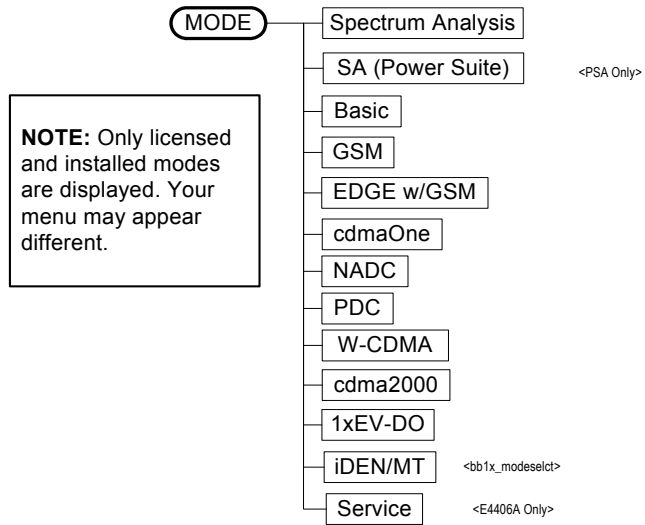 MODE
Spectrum Analysis
SA (Power Suite) <PSA Only>
Basic
NOTE: Only licensed
and installed modes
are displayed. Your
menu may appear
different.
GSM
EDGE w/GSM
cdmaOne
NADC
PDC
W-CDMA
cdma2000
1xEV-DO
iDEN/MT <bb1x_modeselct>
Service <E4406A Only>